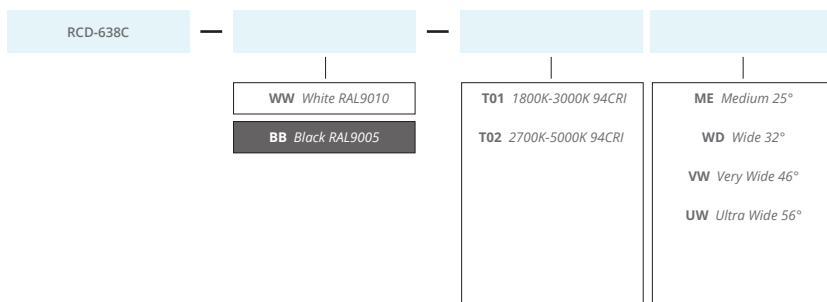 RCD-638C — —
WW White RAL9010
BB Black RAL9005
T01 1800K-3000K 94CRI
T02 2700K-5000K 94CRI
ME Medium 25°
WD Wide 32°
VW Very Wide 46°
UW Ultra Wide 56°